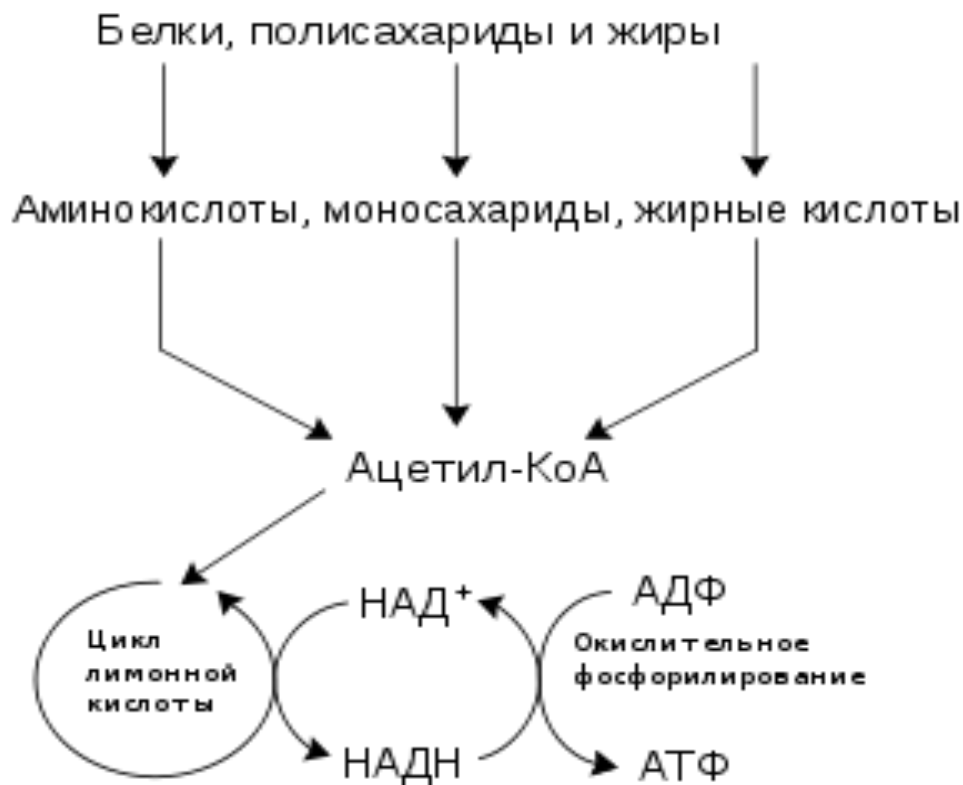 Белки, полисахариды и жиры
Аминокислоты, моносахариды, жирные кислоты
Ацетил-КоА
Цикл
лимонной
кислоты
НАД⁺
НАДН
АДФ
Окислительное
фосфорилирование
АТФ